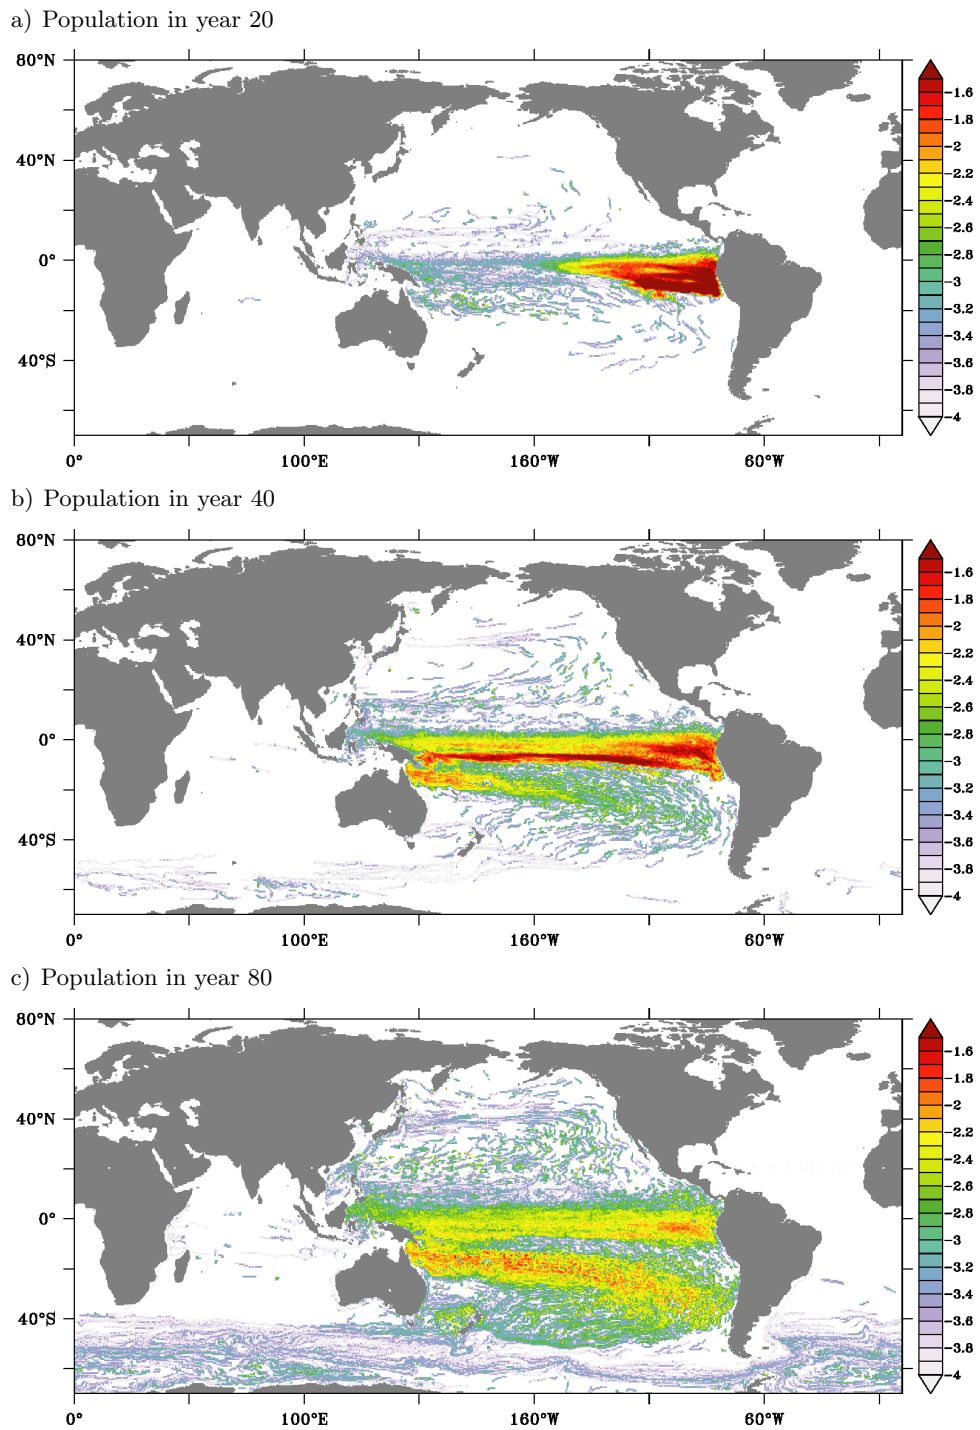 a) Population in year 20
80°N
40°N
0°
40°S
0°
100°E
160°W
60°W
−1.6
−1.8
−2
−2.2
−2.4
−2.6
−2.8
−3
−3.2
−3.4
−3.6
−3.8
−4
b) Population in year 40
80°N
40°N
0°
40°S
0°
100°E
160°W
60°W
−1.6
−1.8
−2
−2.2
−2.4
−2.6
−2.8
−3
−3.2
−3.4
−3.6
−3.8
−4
c) Population in year 80
80°N
40°N
0°
40°S
0°
100°E
160°W
60°W
−1.6
−1.8
−2
−2.2
−2.4
−2.6
−2.8
−3
−3.2
−3.4
−3.6
−3.8
−4